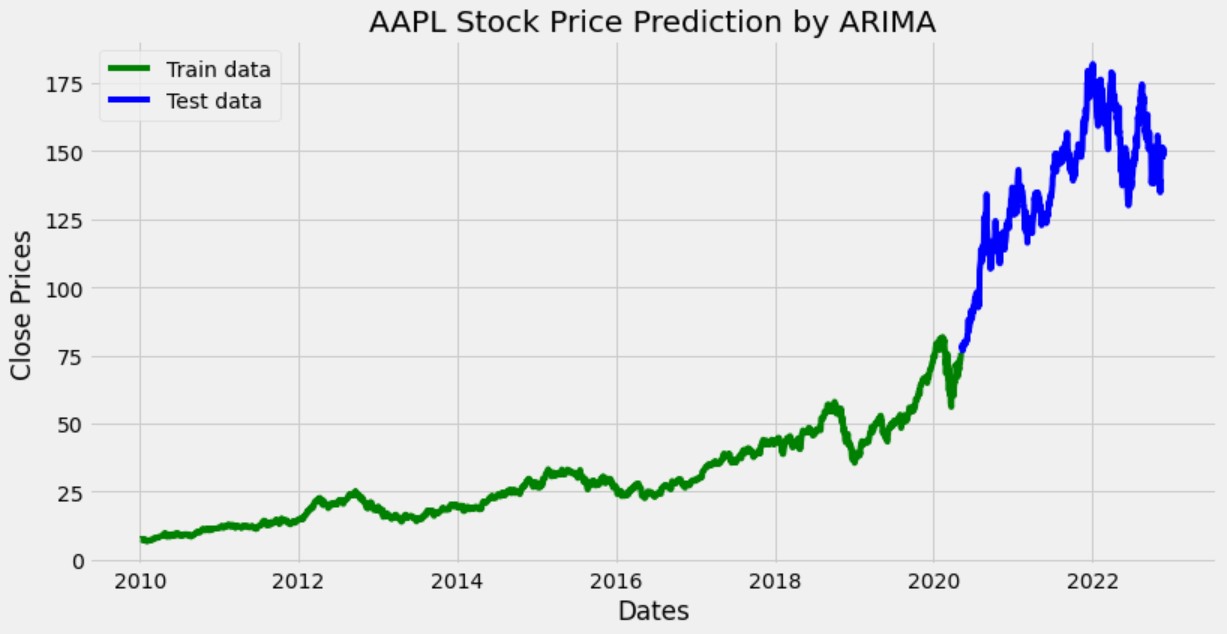 AAPL Stock Price Prediction by ARIMA
Train data
Test data
175
150
125
100
75
50
25
0
Close Prices
2010 2012 2014 2016 2018 2020 2022
Dates